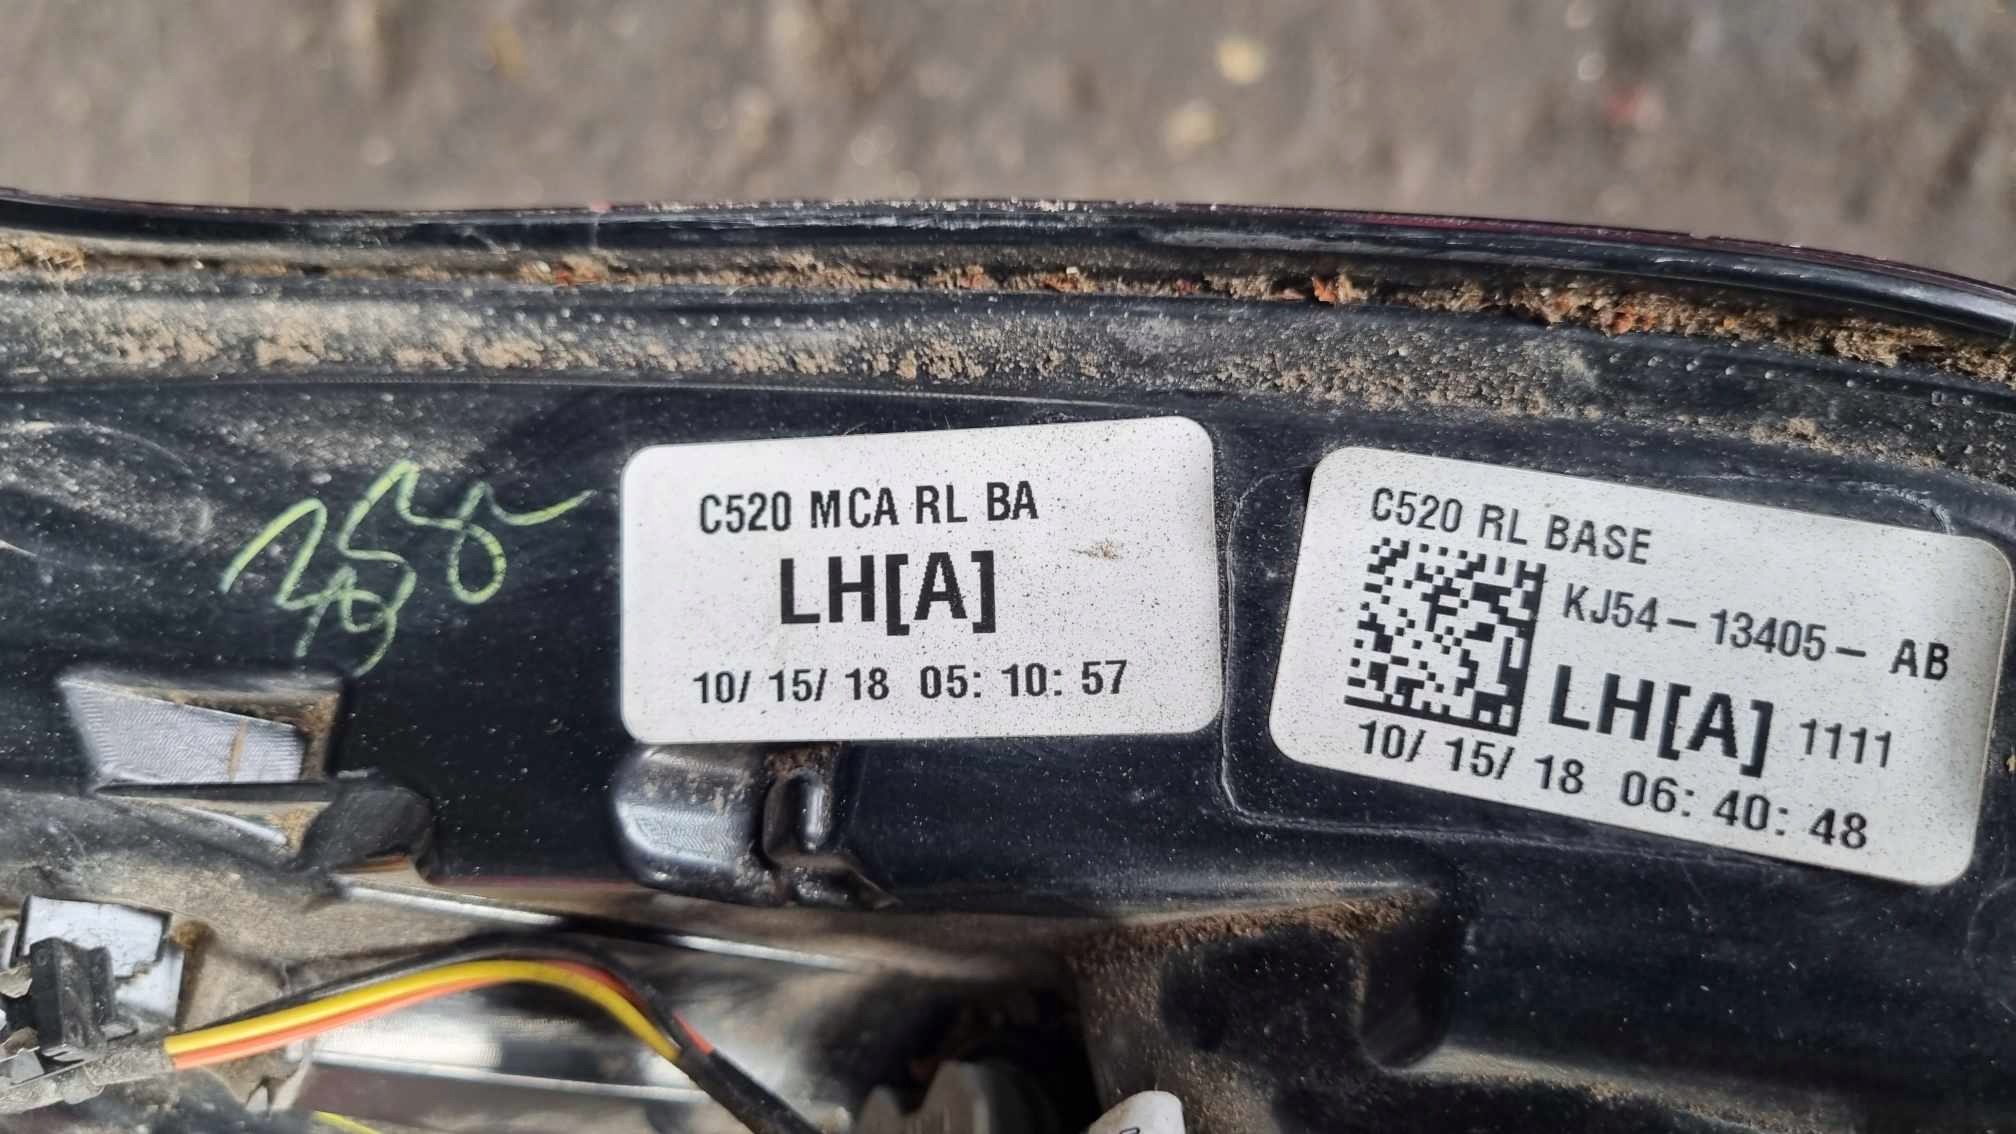 C520 MCA RL BA
LH[A]
10/ 15/ 18 05: 10: 57
C520 RL BASE
KJ54-13405- AB
LH[A] 1111
10/ 15/ 18 06: 40: 48